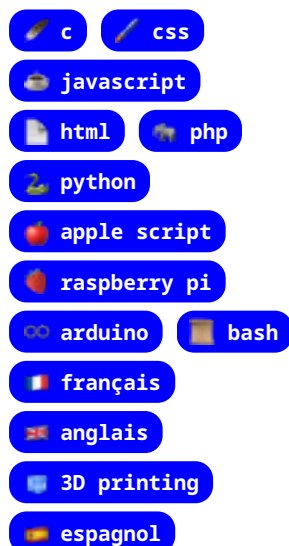 c css
javascript
html php
python
apple script
raspberry pi
arduino bash
français
anglais
3D printing
espagnol